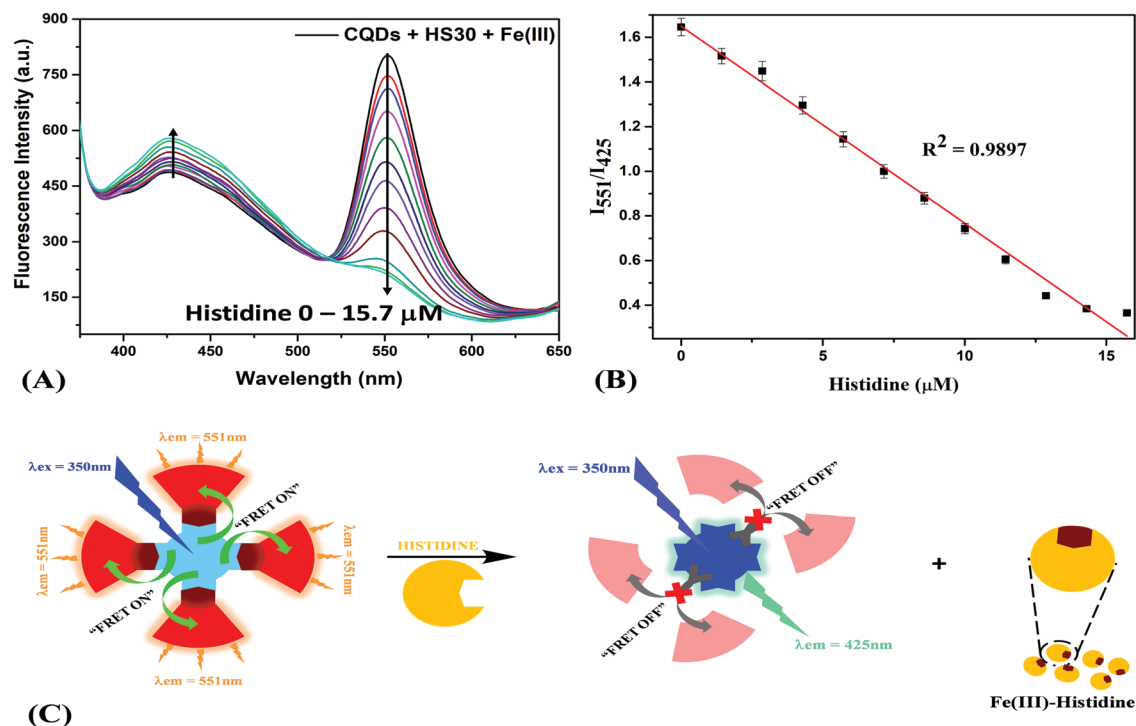 900
750
600
450
300
150
Fluorescence Intensity (a.u.)
CQDs + HS30 + Fe(III)
Histidine 0 – 15.7 μM
400
450
500
550
600
650
Wavelength (nm)
(A)
1.6
1.4
1.2
1.0
0.8
0.6
0.4
I551/I425
R² = 0.9897
0
5
10
15
Histidine (μM)
(B)
λem = 551nm
λex = 350nm
"FRET ON"
λem = 551nm
λem = 551nm
λem = 551nm
λem = 551nm
"FRET ON"
λem = 551nm
HISTIDINE
λex = 350nm
"FRET OFF"
"FRET OFF"
λem = 425nm
+
Fe(III)-Histidine
(C)